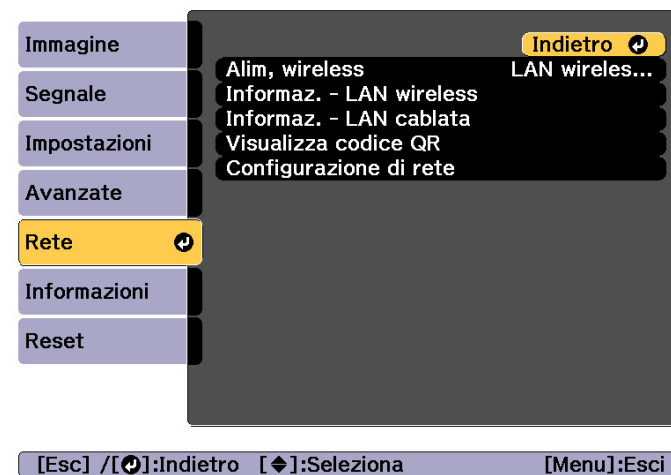 Immagine
Segnale
Impostazioni
Avanzate
Rete
Informazioni
Reset
Indietro
Alim, wireless LAN wireles...
Informaz. - LAN wireless
Informaz. - LAN cablata
Visualizza codice QR
Configurazione di rete
[Esc] /[↵]:Indietro [◆]:Seleziona [Menu]:Esci